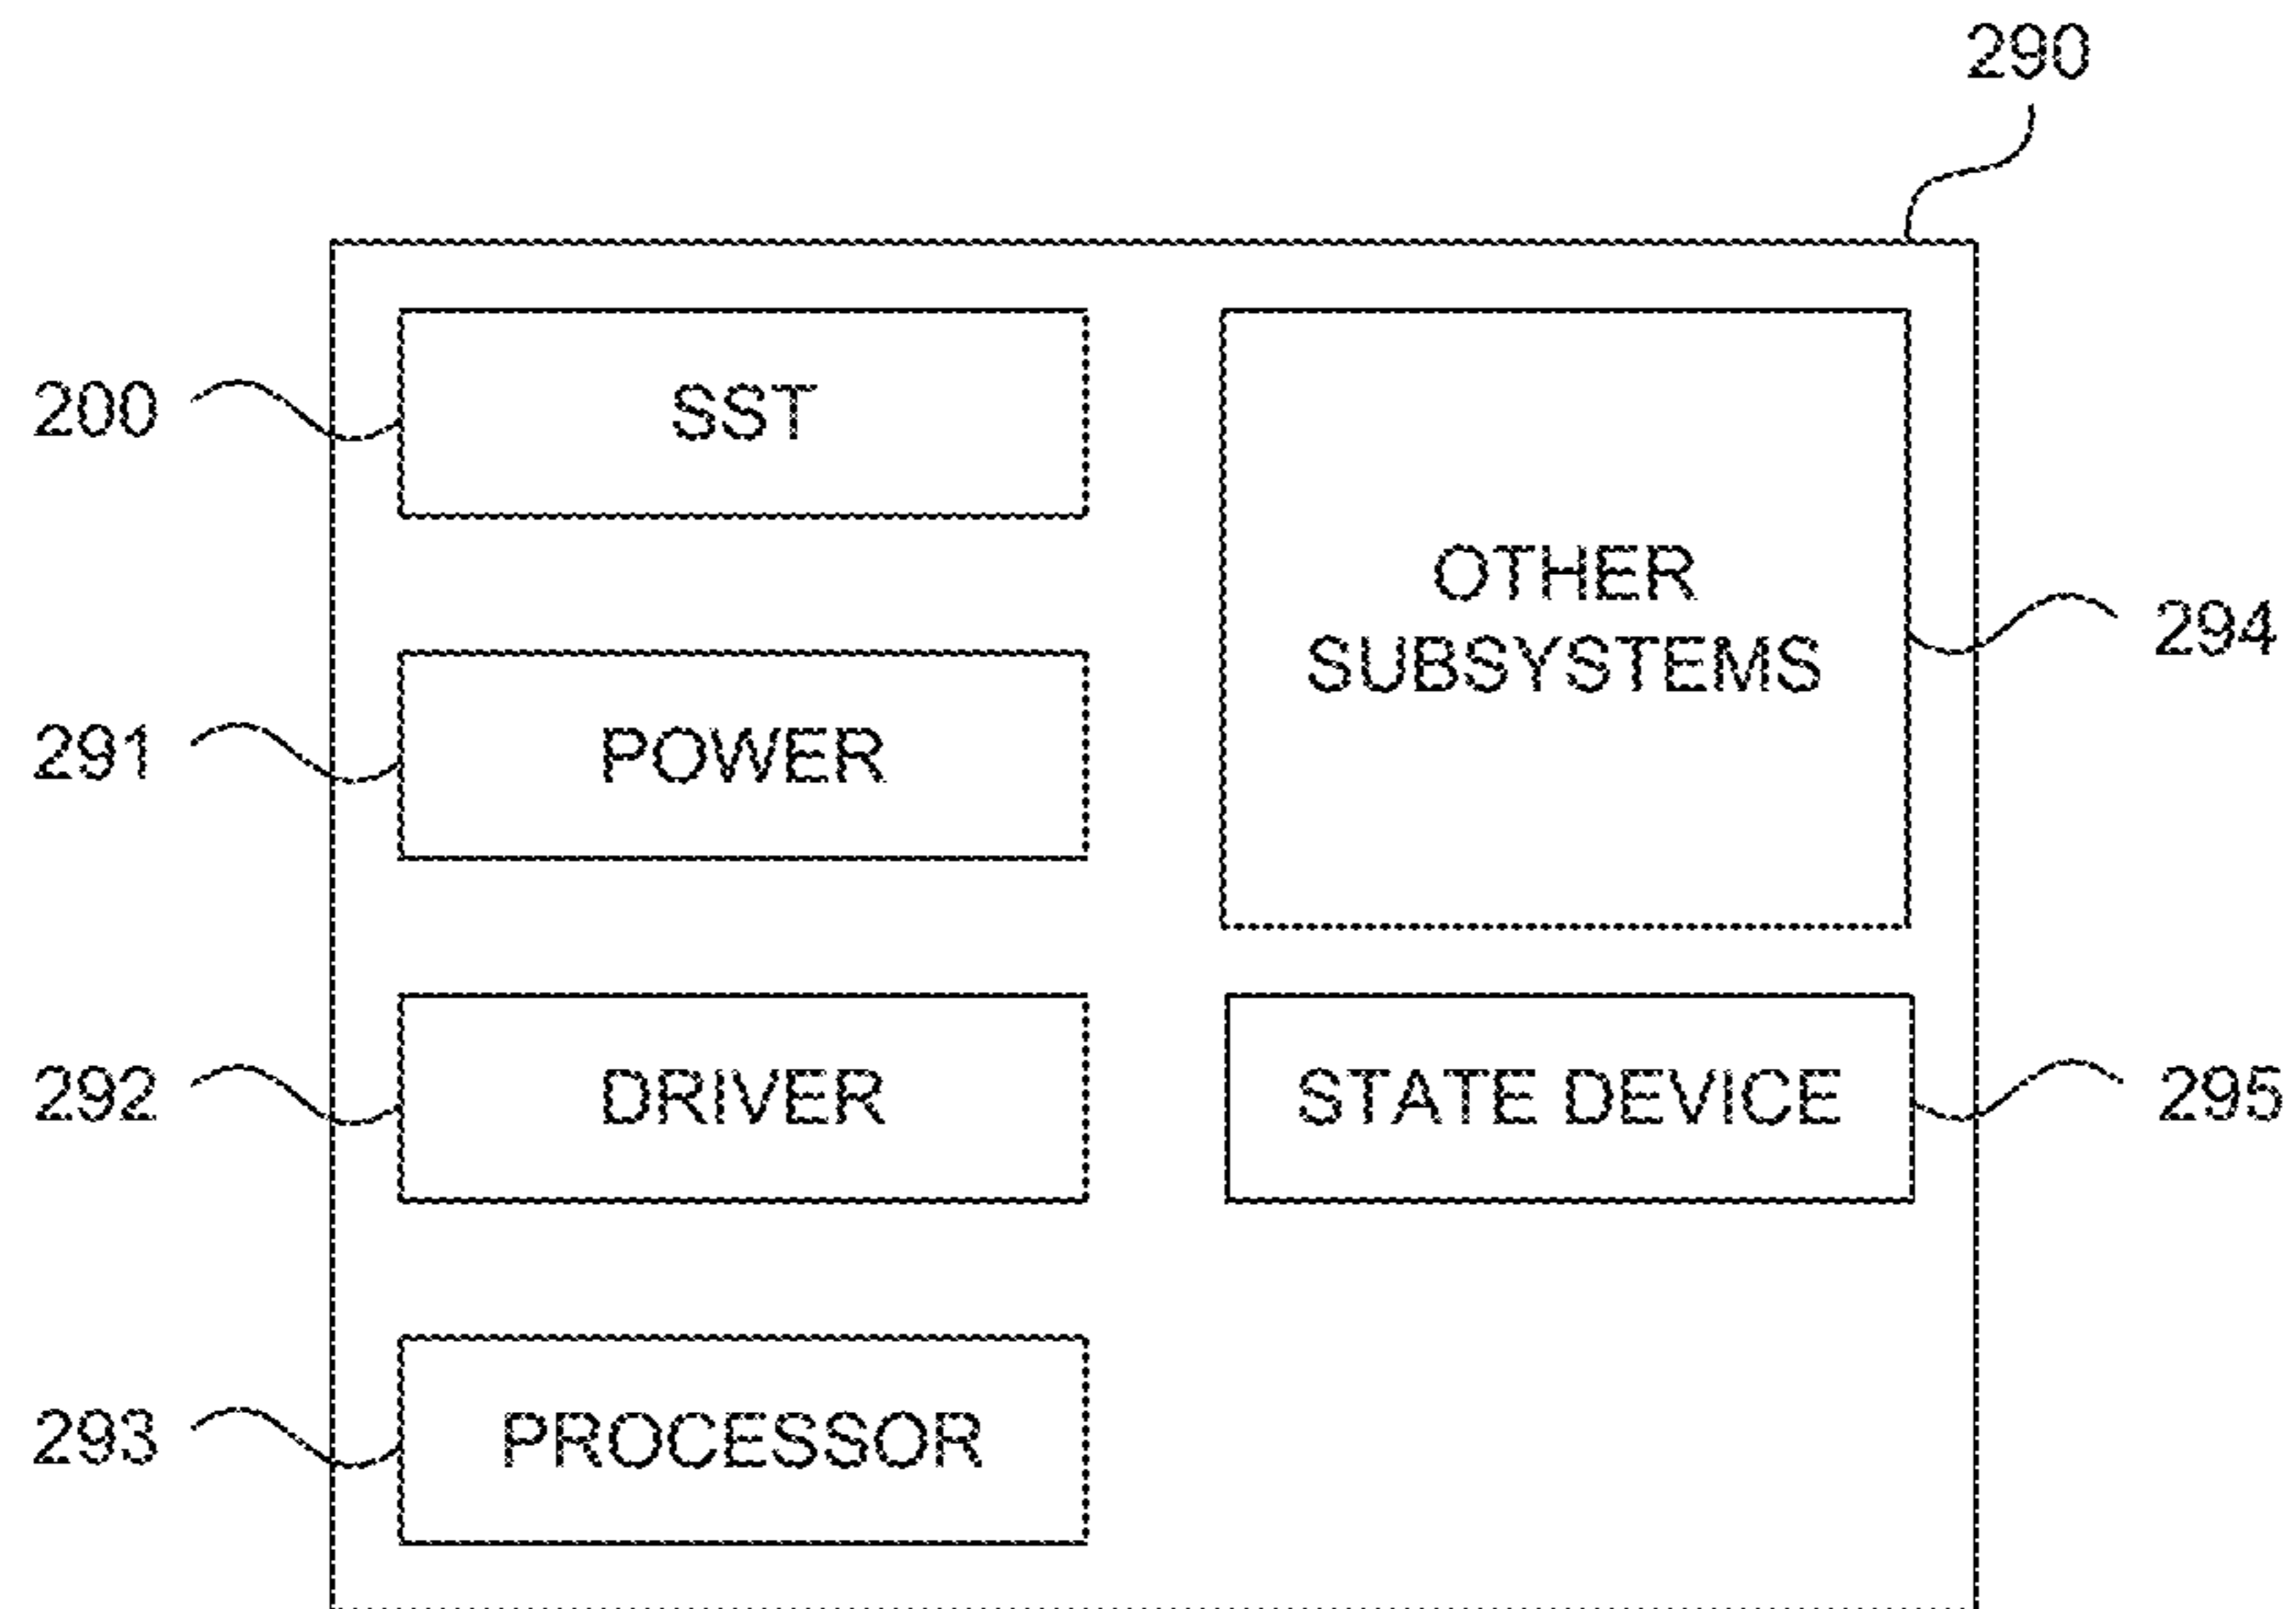 290
200
SST
OTHER
SUBSYSTEMS
294
291
POWER
292
DRIVER
STATE DEVICE
295
293
PROCESSOR